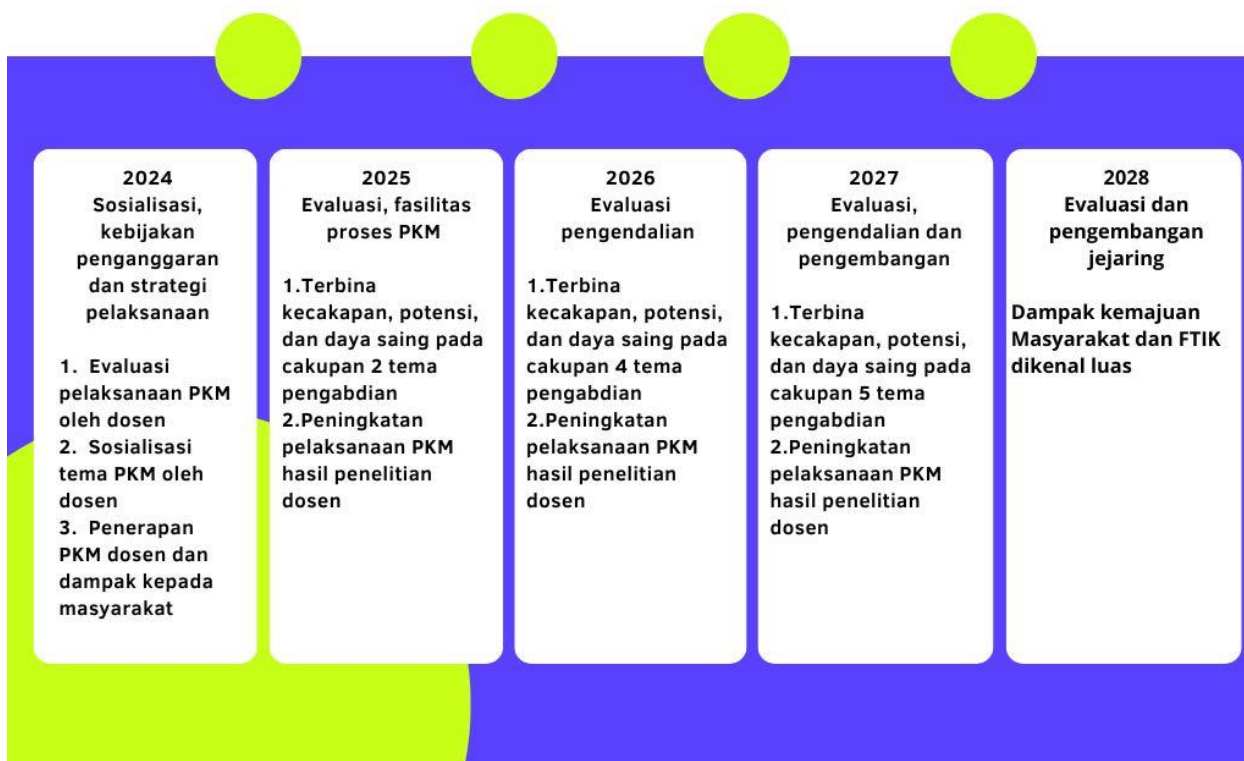 2024
Sosialisasi,
kebijakan
penganggaran
dan strategi
pelaksanaan
1. Evaluasi
pelaksanaan PKM
oleh dosen
2. Sosialisasi
tema PKM oleh
dosen
3. Penerapan
PKM dosen dan
dampak kepada
masyarakat
2025
Evaluasi, fasilitas
proses PKM
1.Terbina
kecakapan, potensi,
dan daya saing pada
cakupan 2 tema
pengabdian
2.Peningkatan
pelaksanaan PKM
hasil penelitian
dosen
2026
Evaluasi
pengendalian
1.Terbina
kecakapan, potensi,
dan daya saing pada
cakupan 4 tema
pengabdian
2.Peningkatan
pelaksanaan PKM
hasil penelitian
dosen
2027
Evaluasi,
pengendalian dan
pengembangan
1.Terbina
kecakapan, potensi,
dan daya saing pada
cakupan 5 tema
pengabdian
2.Peningkatan
pelaksanaan PKM
hasil penelitian
dosen
2028
Evaluasi dan
pengembangan
jejaring
Dampak kemajuan
Masyarakat dan FTIK
dikenal luas